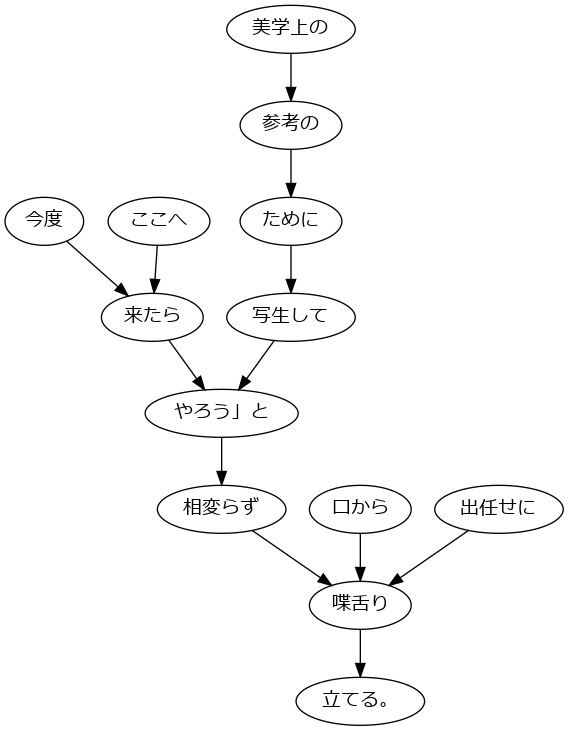 美学上の
参考の
今度
ここへ
ために
来たら
写生して
やろう」と
相変らず
口から
出任せに
喋舌り
立てる。